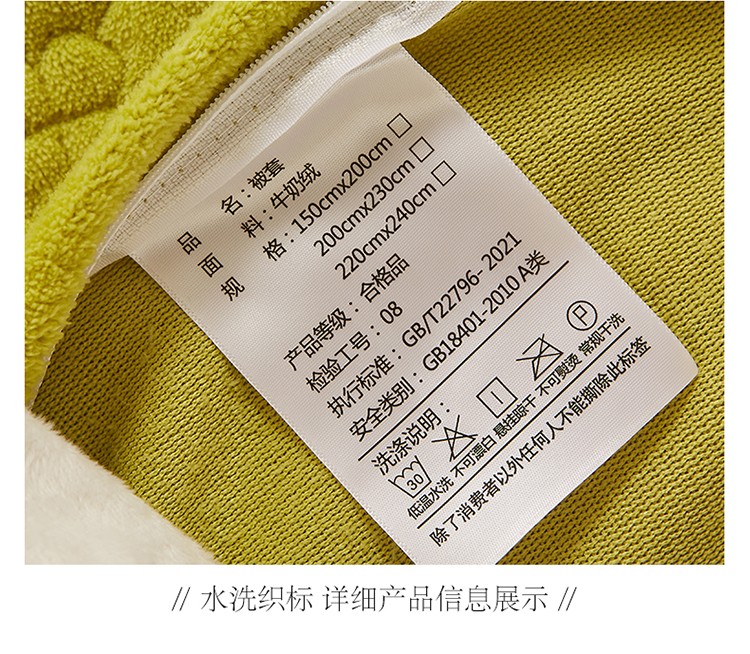 品 名：被套
面 料：牛奶绒
规 格：150cmx200cm□
200cmx230cm□
220cmx240cm□
产品等级：合格品
检验工号：08
执行标准：GB/T22796- 2021
安全类别：GB18401-2010 A类
洗涤说明：
30
P
低温水洗 不可漂白 悬挂晾干 不可熨烫 常规干洗
除了消费者以外任何人不能撕除此标签
// 水洗织标 详细产品信息展示 //